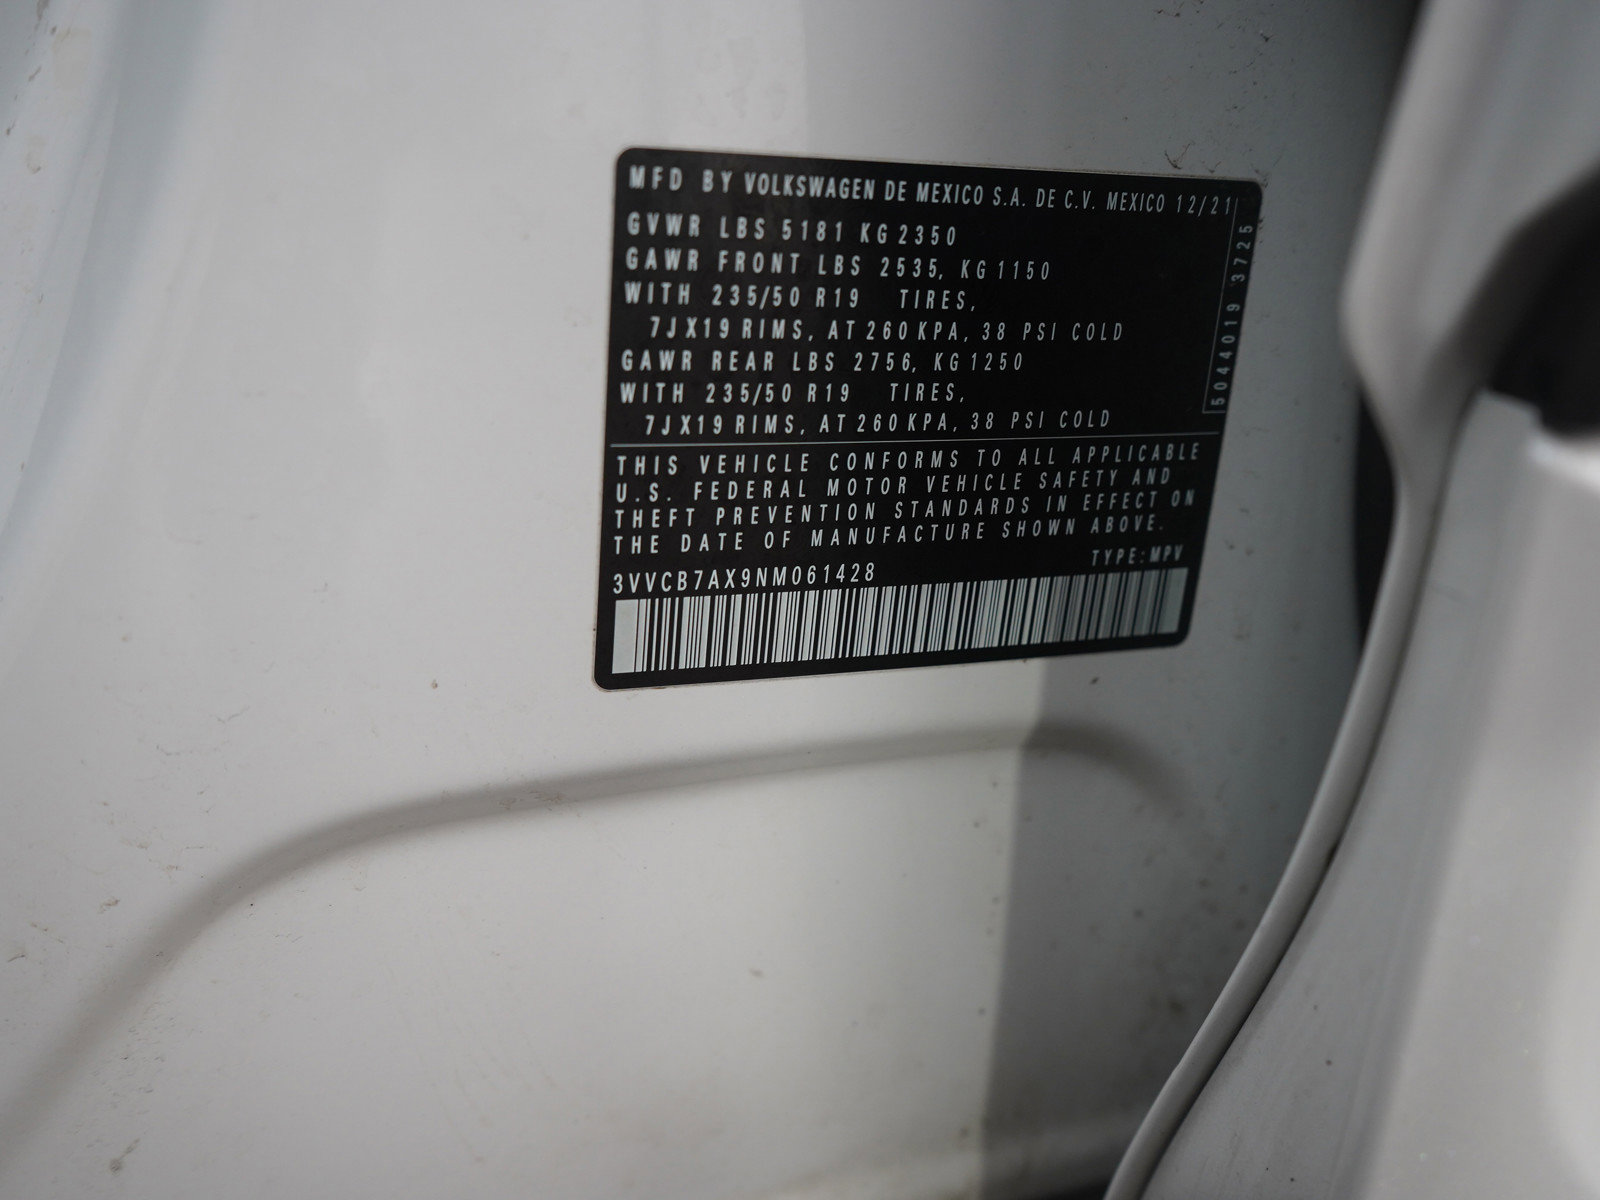 MFD BY VOLKSWAGEN DE MEXICO S.A. DE C.V. MEXICO 12/21
GVWR LBS 5181 KG 2350
GAWR FRONT LBS 2535, KG 1150
WITH 235/50 R19 TIRES,
7JX19 RIMS, AT 260 KPA, 38 PSI COLD
GAWR REAR LBS 2756, KG 1250
WITH 235/50 R19 TIRES,
7JX19 RIMS, AT 260 KPA, 38 PSI COLD
5044019 3725
THIS VEHICLE CONFORMS TO ALL APPLICABLE
U.S. FEDERAL MOTOR VEHICLE SAFETY AND
THEFT PREVENTION STANDARDS IN EFFECT ON
THE DATE OF MANUFACTURE SHOWN ABOVE.
TYPE: MPV
3VVCB7AX9NM061428